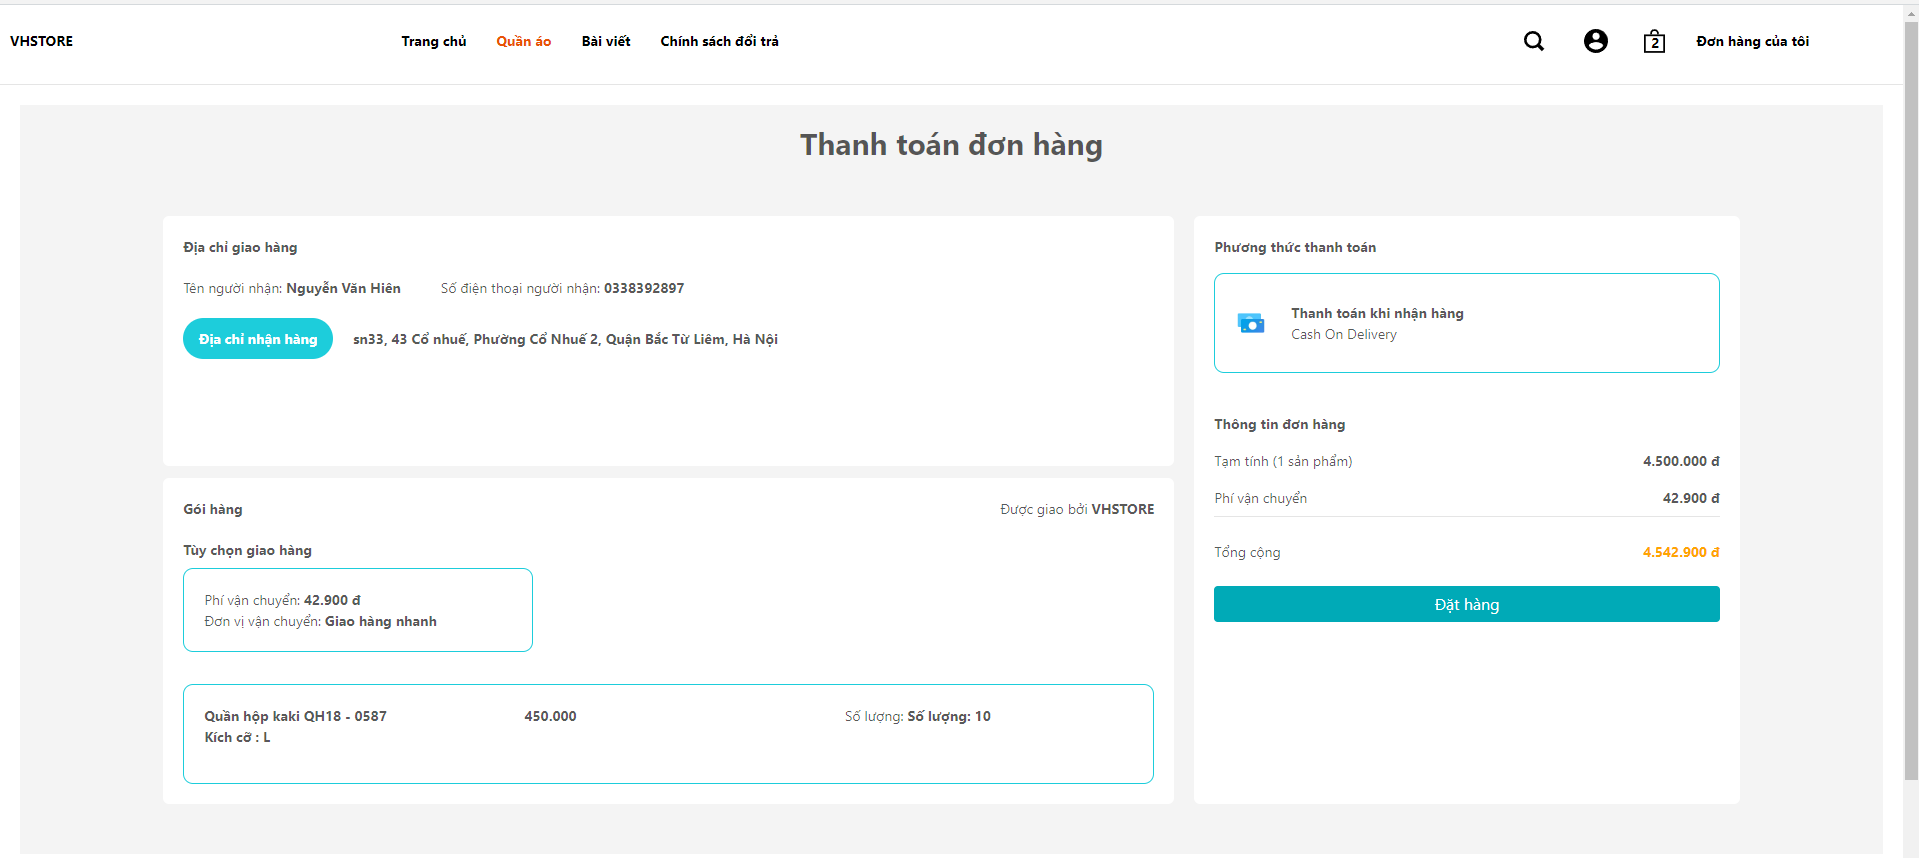 VHSTORE
Trang chủ
Quần áo
Bài viết
Chính sách đổi trả
2
Đơn hàng của tôi
Thanh toán đơn hàng
Địa chỉ giao hàng
Tên người nhận: Nguyễn Văn Hiên
Số điện thoại người nhận: 0338392897
Địa chỉ nhận hàng
sn33, 43 Cổ nhuế, Phường Cổ Nhuế 2, Quận Bắc Từ Liêm, Hà Nội
Gói hàng
Được giao bởi VHSTORE
Tùy chọn giao hàng
Phí vận chuyển: 42.900 đ
Đơn vị vận chuyển: Giao hàng nhanh
Quần hộp kaki QH18 - 0587
Kích cỡ : L
450.000
Số lượng: Số lượng: 10
Phương thức thanh toán
Thanh toán khi nhận hàng
Cash On Delivery
Thông tin đơn hàng
Tạm tính (1 sản phẩm)
4.500.000 đ
Phí vận chuyển
42.900 đ
Tổng cộng
4.542.900 đ
Đặt hàng